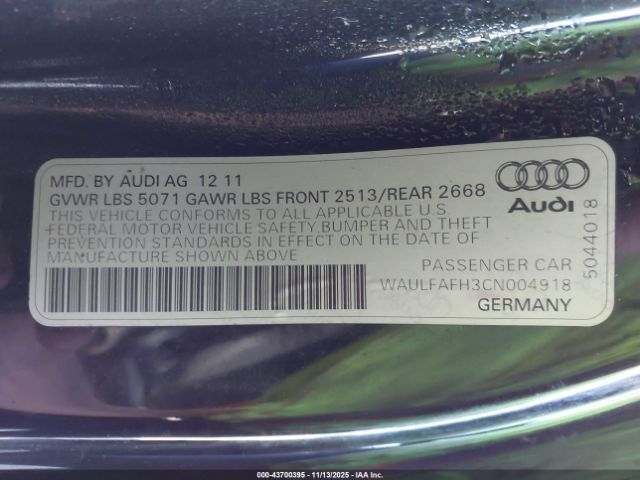 MFD. BY AUDI AG 12 11
GVWR LBS 5071 GAWR LBS FRONT 2513/REAR 2668
THIS VEHICLE CONFORMS TO ALL APPLICABLE U.S.
FEDERAL MOTOR VEHICLE SAFETY, BUMPER AND THEFT
PREVENTION STANDARDS IN EFFECT ON THE DATE OF
MANUFACTURE SHOWN ABOVE
Audi
5044018
PASSENGER CAR
WAULFAFH3CN004918
GERMANY
000-43700395 - 11/13/2025 - Copyright IAA